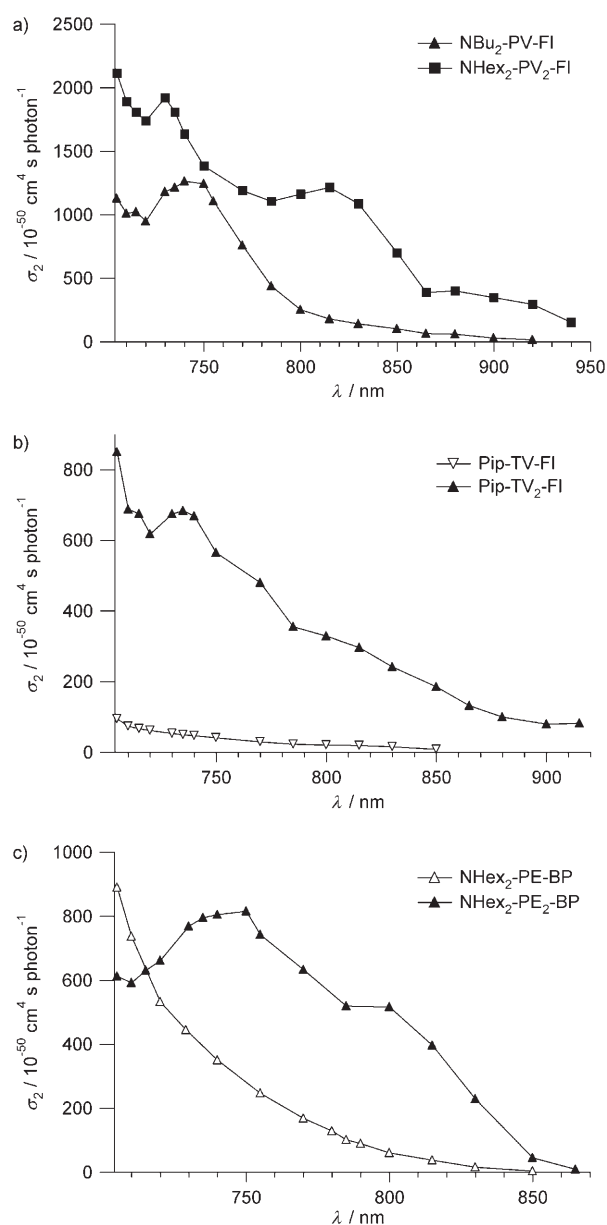 a)
NBu₂-PV-Fl
NHex₂-PV₂-Fl
2500
2000
1500
1000
500
0
σ₂ / 10⁻⁵⁰ cm⁴ s photon⁻¹
750 800 850 900 950
λ / nm
b)
Pip-TV-Fl
Pip-TV₂-Fl
800
600
400
200
0
σ₂ / 10⁻⁵⁰ cm⁴ s photon⁻¹
750 800 850 900
λ / nm
c)
NHex₂-PE-BP
NHex₂-PE₂-BP
1000
800
600
400
200
0
σ₂ / 10⁻⁵⁰ cm⁴ s photon⁻¹
750 800 850
λ / nm